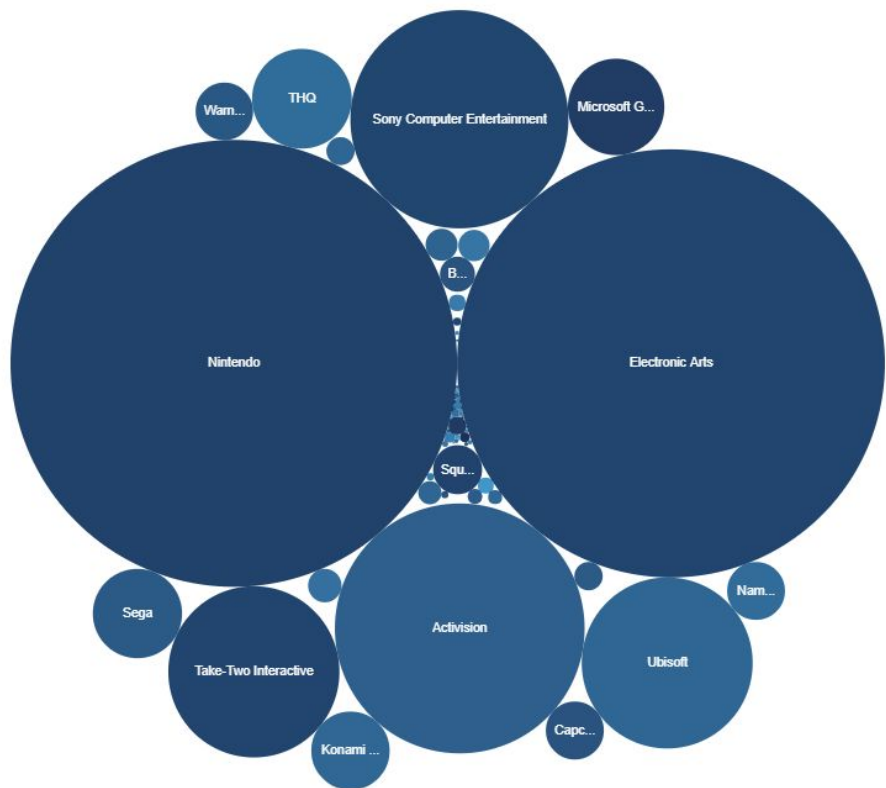 THQ
Warn...
Microsoft G...
Sony Computer Entertainment
B...
Nintendo
Electronic Arts
Squ...
Nam...
Sega
Activision
Ubisoft
Take-Two Interactive
Capc...
Konami ...